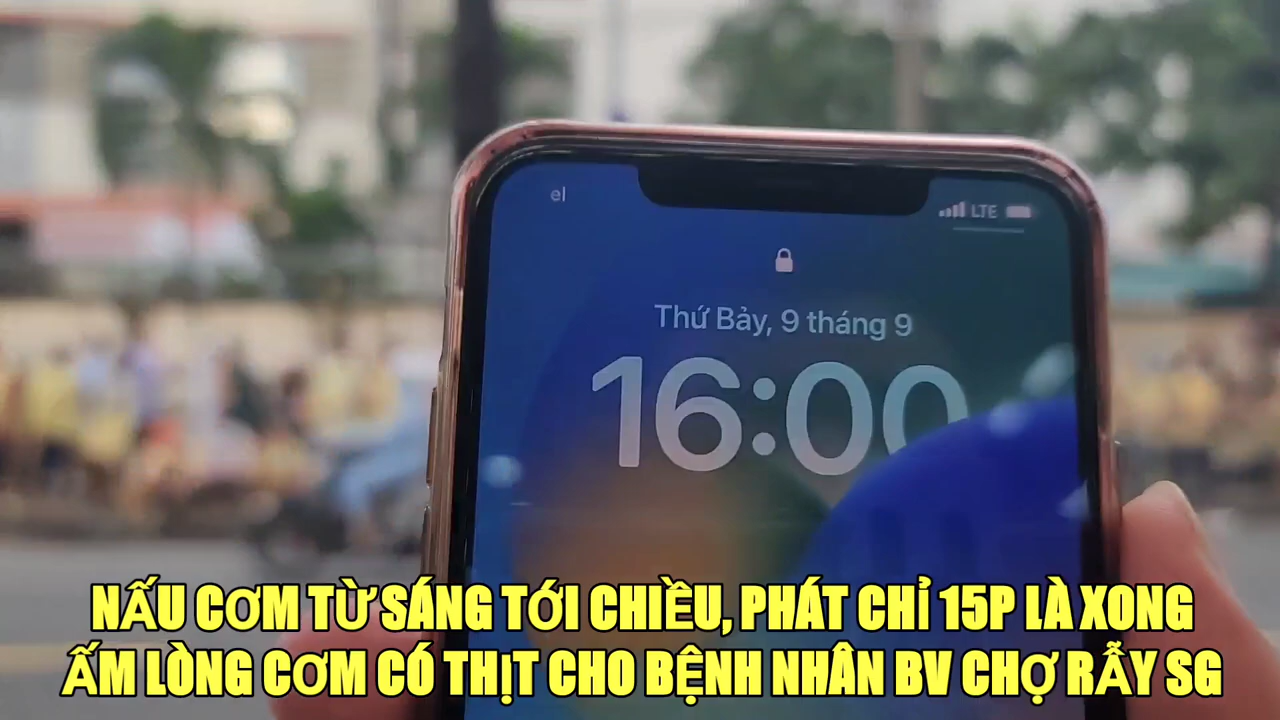 el
LTE
Thứ Bảy, 9 tháng 9
16:00
NẤU CƠM TỪ SÁNG TỚI CHIỀU, PHÁT CHỈ 15P LÀ XONG
ẤM LÒNG CƠM CÓ THỊT CHO BỆNH NHÂN BV CHỢ RẪY SG